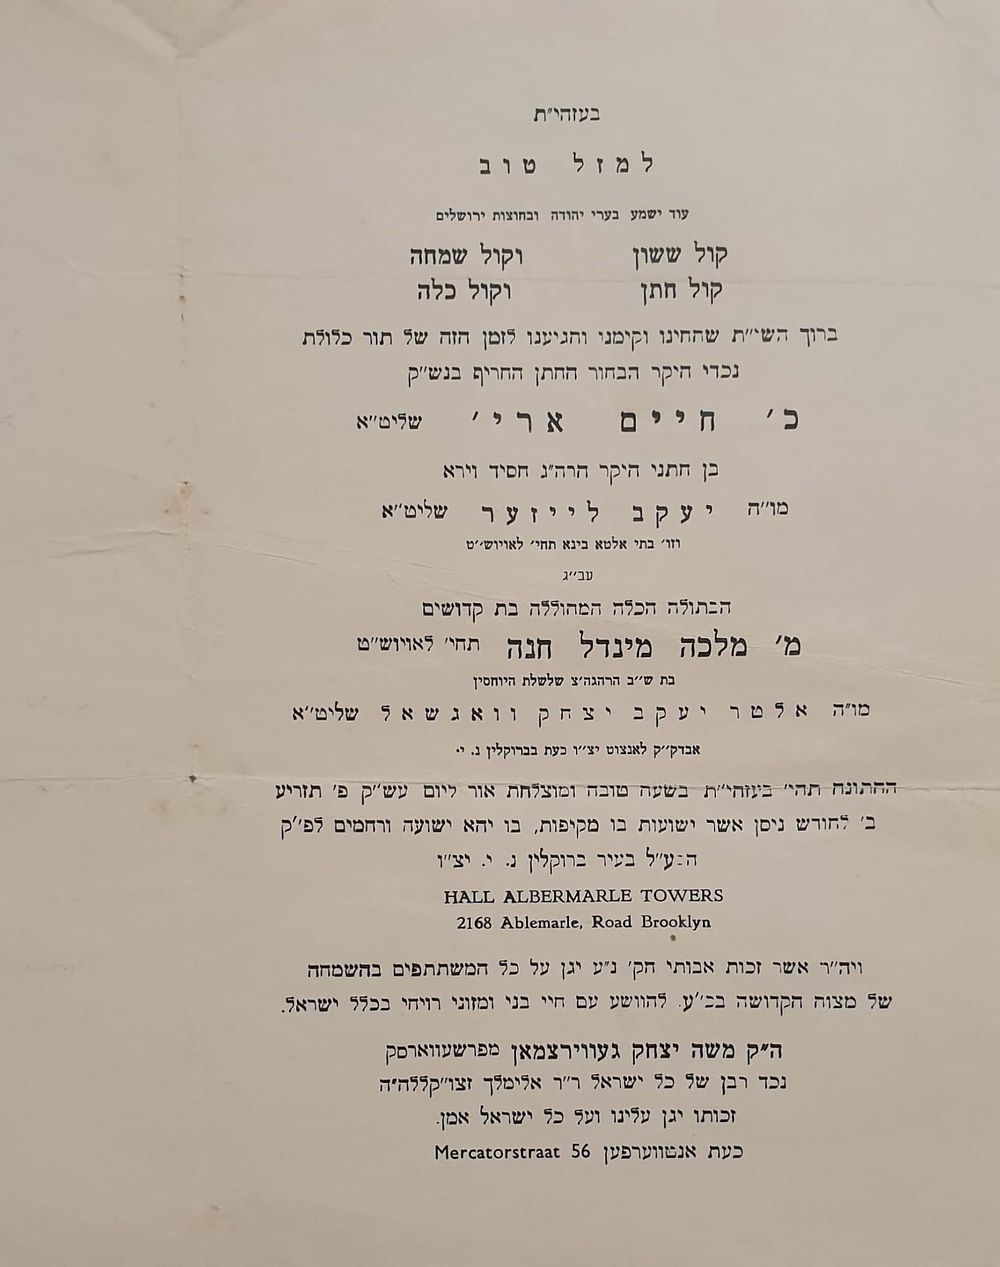 בעזהי״ת
למזל טוב
עוד ישמע בערי יהודה ובחוצות ירושלים
קול ששון וקול שמחה
קול חתן וקול כלה
ברוך השי״ת שהחינו וקימנו והגיענו לזמן הזה של תור כלולת
נכדי היקר הבחור החתן החריף בנש״ק
כ׳ חיים ארי׳ שליט״א
בן חתני היקר הרה״ג חסיד וירא
מו״ה יעקב לייזער שליט״א
וזו׳ בתי אלטא בינא תחי׳ לאויוש״ט
עב״ג
הבתולה הכלה המהוללה בת קדושים
מ׳ מלכה מינדל חנה תחי׳ לאויוש״ט
בת ש״ב הרהגה״צ שלשלת היוחסין
מו״ה אלטר יעקב יצחק וואגשאל שליט״א
אבדק״ק לאנצוט יצ״ו כעת בברוקלין נ. י.
החתונה תהי׳ בעזהי״ת בשעה טובה ומוצלחת אור ליום עש״ק פ׳ תזריע
ב׳ לחודש ניסן אשר ישועות בו מקיפות, בו יהא ישועה ורחמים לפ״ק
הבע״ל בעיר ברוקלין נ. י. יצ״ו
HALL ALBERMARLE TOWERS
2168 Ablemarle, Road Brooklyn
ויה״ר אשר זכות אבותי הק׳ נ״ע יגן על כל המשתתפים בהשמחה
של מצוה הקדושה בכ״ע. להוושע עם חיי בני ומזוני רויחי בכלל ישראל.
ה״ק משה יצחק געווירצמאן מפרשעווארסק
נכד רבן של כל ישראל ר״ר אלימלך זצו״קללה״ה
זכותו יגן עלינו ועל כל ישראל אמן.
כעת אנטווערפען Mercatorstraat 56